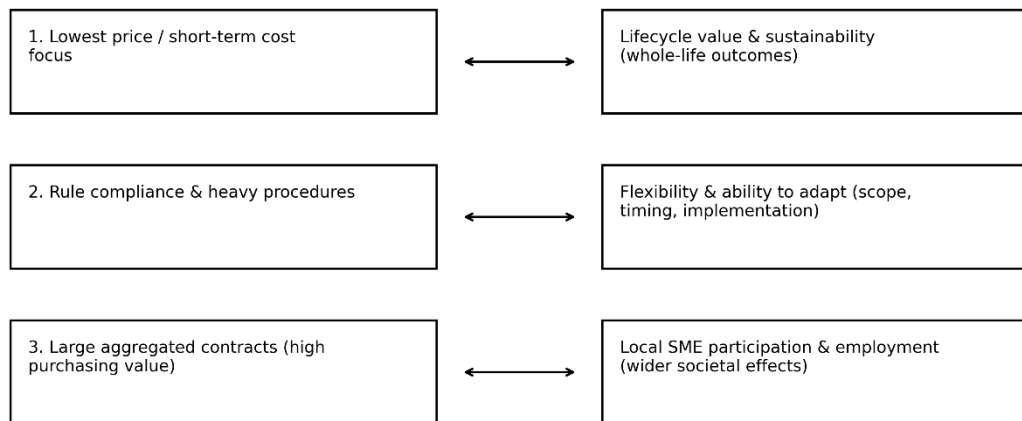 1. Lowest price / short-term cost
focus
Lifecycle value & sustainability
(whole-life outcomes)
2. Rule compliance & heavy procedures
Flexibility & ability to adapt (scope,
timing, implementation)
3. Large aggregated contracts (high
purchasing value)
Local SME participation & employment
(wider societal effects)